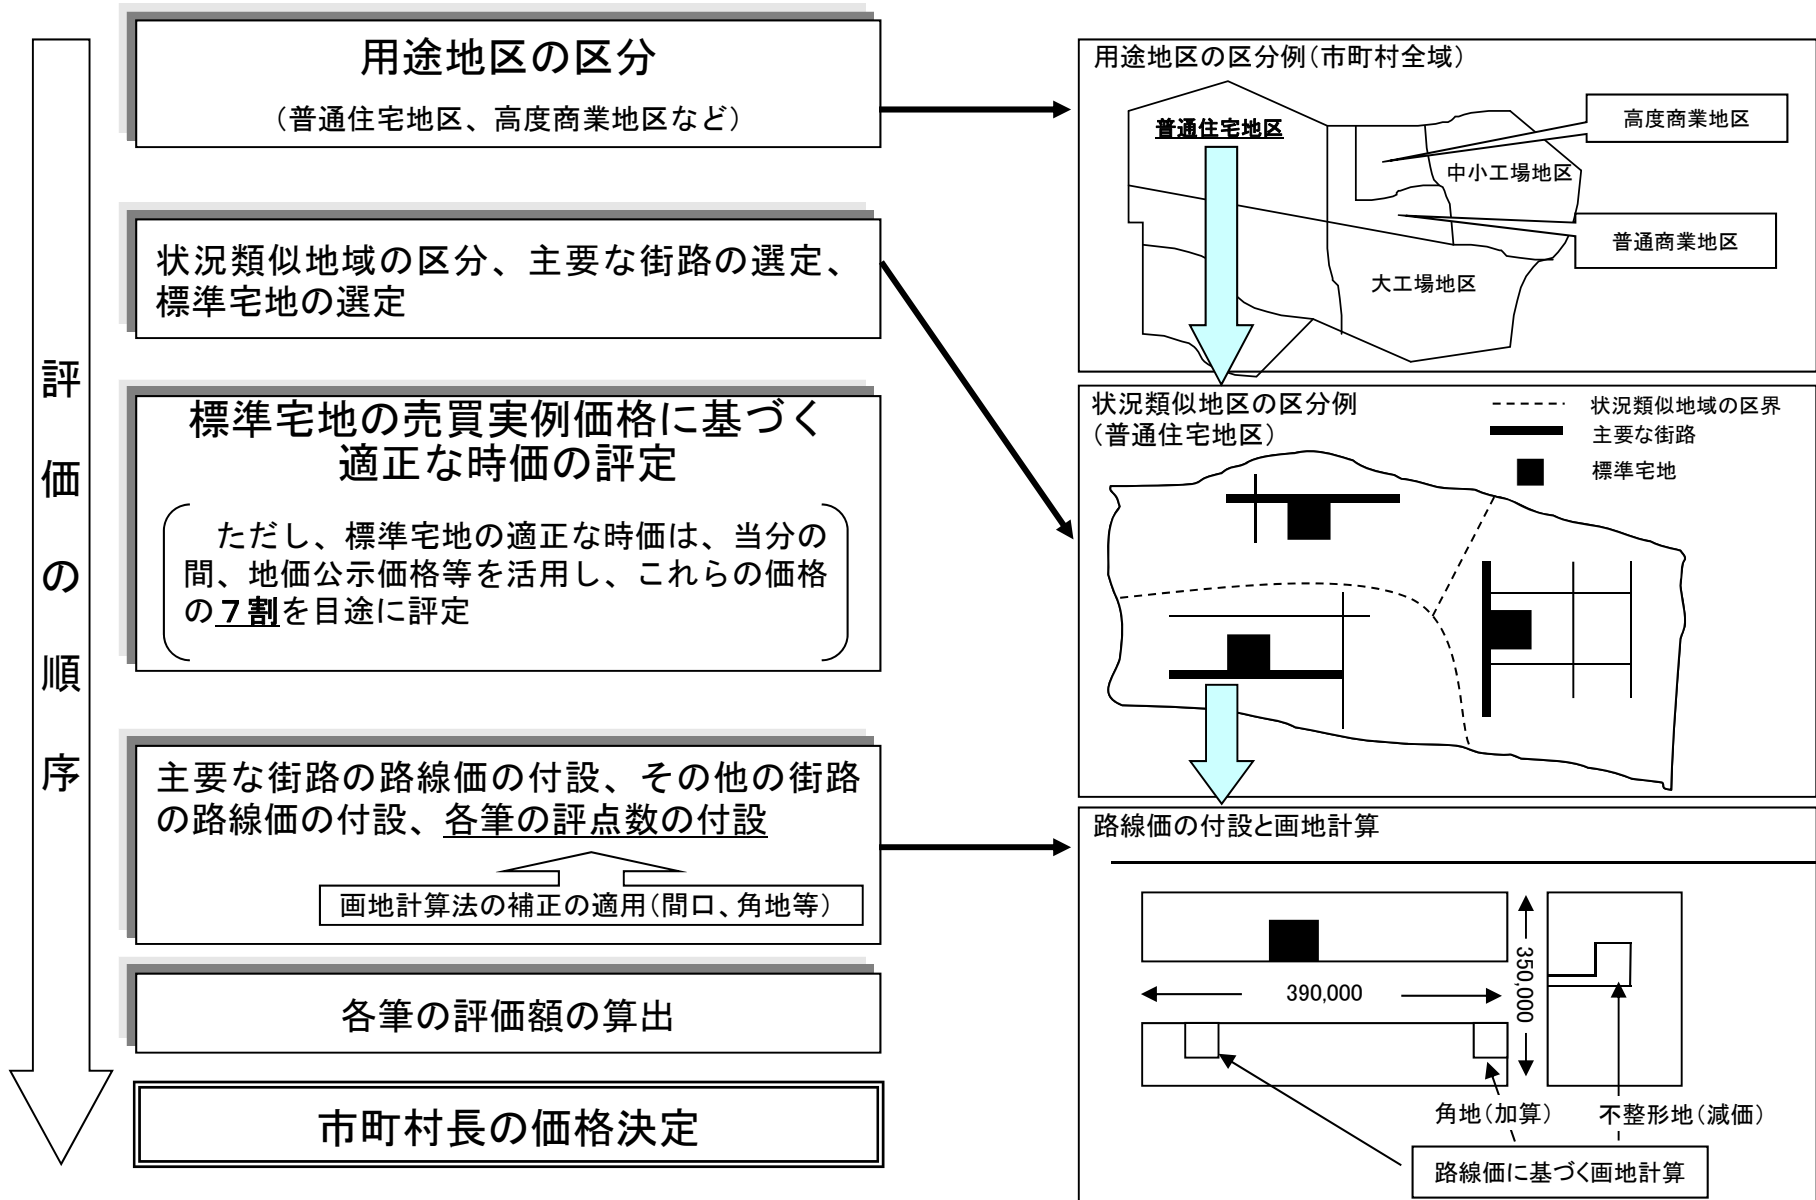 評価の順序
用途地区の区分
（普通住宅地区、高度商業地区など）
状況類似地域の区分、主要な街路の選定、
標準宅地の選定
標準宅地の売買実例価格に基づく
適正な時価の評定
ただし、標準宅地の適正な時価は、当分の
間、地価公示価格等を活用し、これらの価格
の７割を目途に評定
主要な街路の路線価の付設、その他の街路
の路線価の付設、各筆の評点数の付設
画地計算法の補正の適用（間口、角地等）
各筆の評価額の算出
市町村長の価格決定
用途地区の区分例（市町村全域）
普通住宅地区
高度商業地区
中小工場地区
普通商業地区
大工場地区
状況類似地区の区分例
（普通住宅地区）
状況類似地域の区界
主要な街路
標準宅地
路線価の付設と画地計算
390,000
350,000
角地（加算）
不整形地（減価）
路線価に基づく画地計算